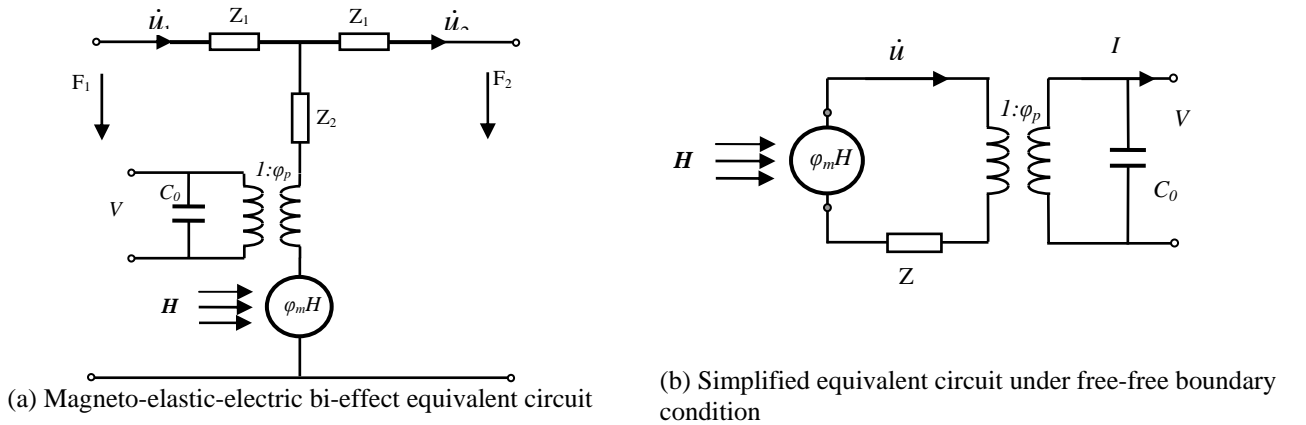 u̇₁ Z₁ Z₁ u̇₂
F₁ F₂
Z₂
1:φₚ
C₀
V
H φₘH
(a) Magneto-elastic-electric bi-effect equivalent circuit
u̇ I
1:φₚ V
H φₘH
C₀
Z
(b) Simplified equivalent circuit under free-free boundary
condition